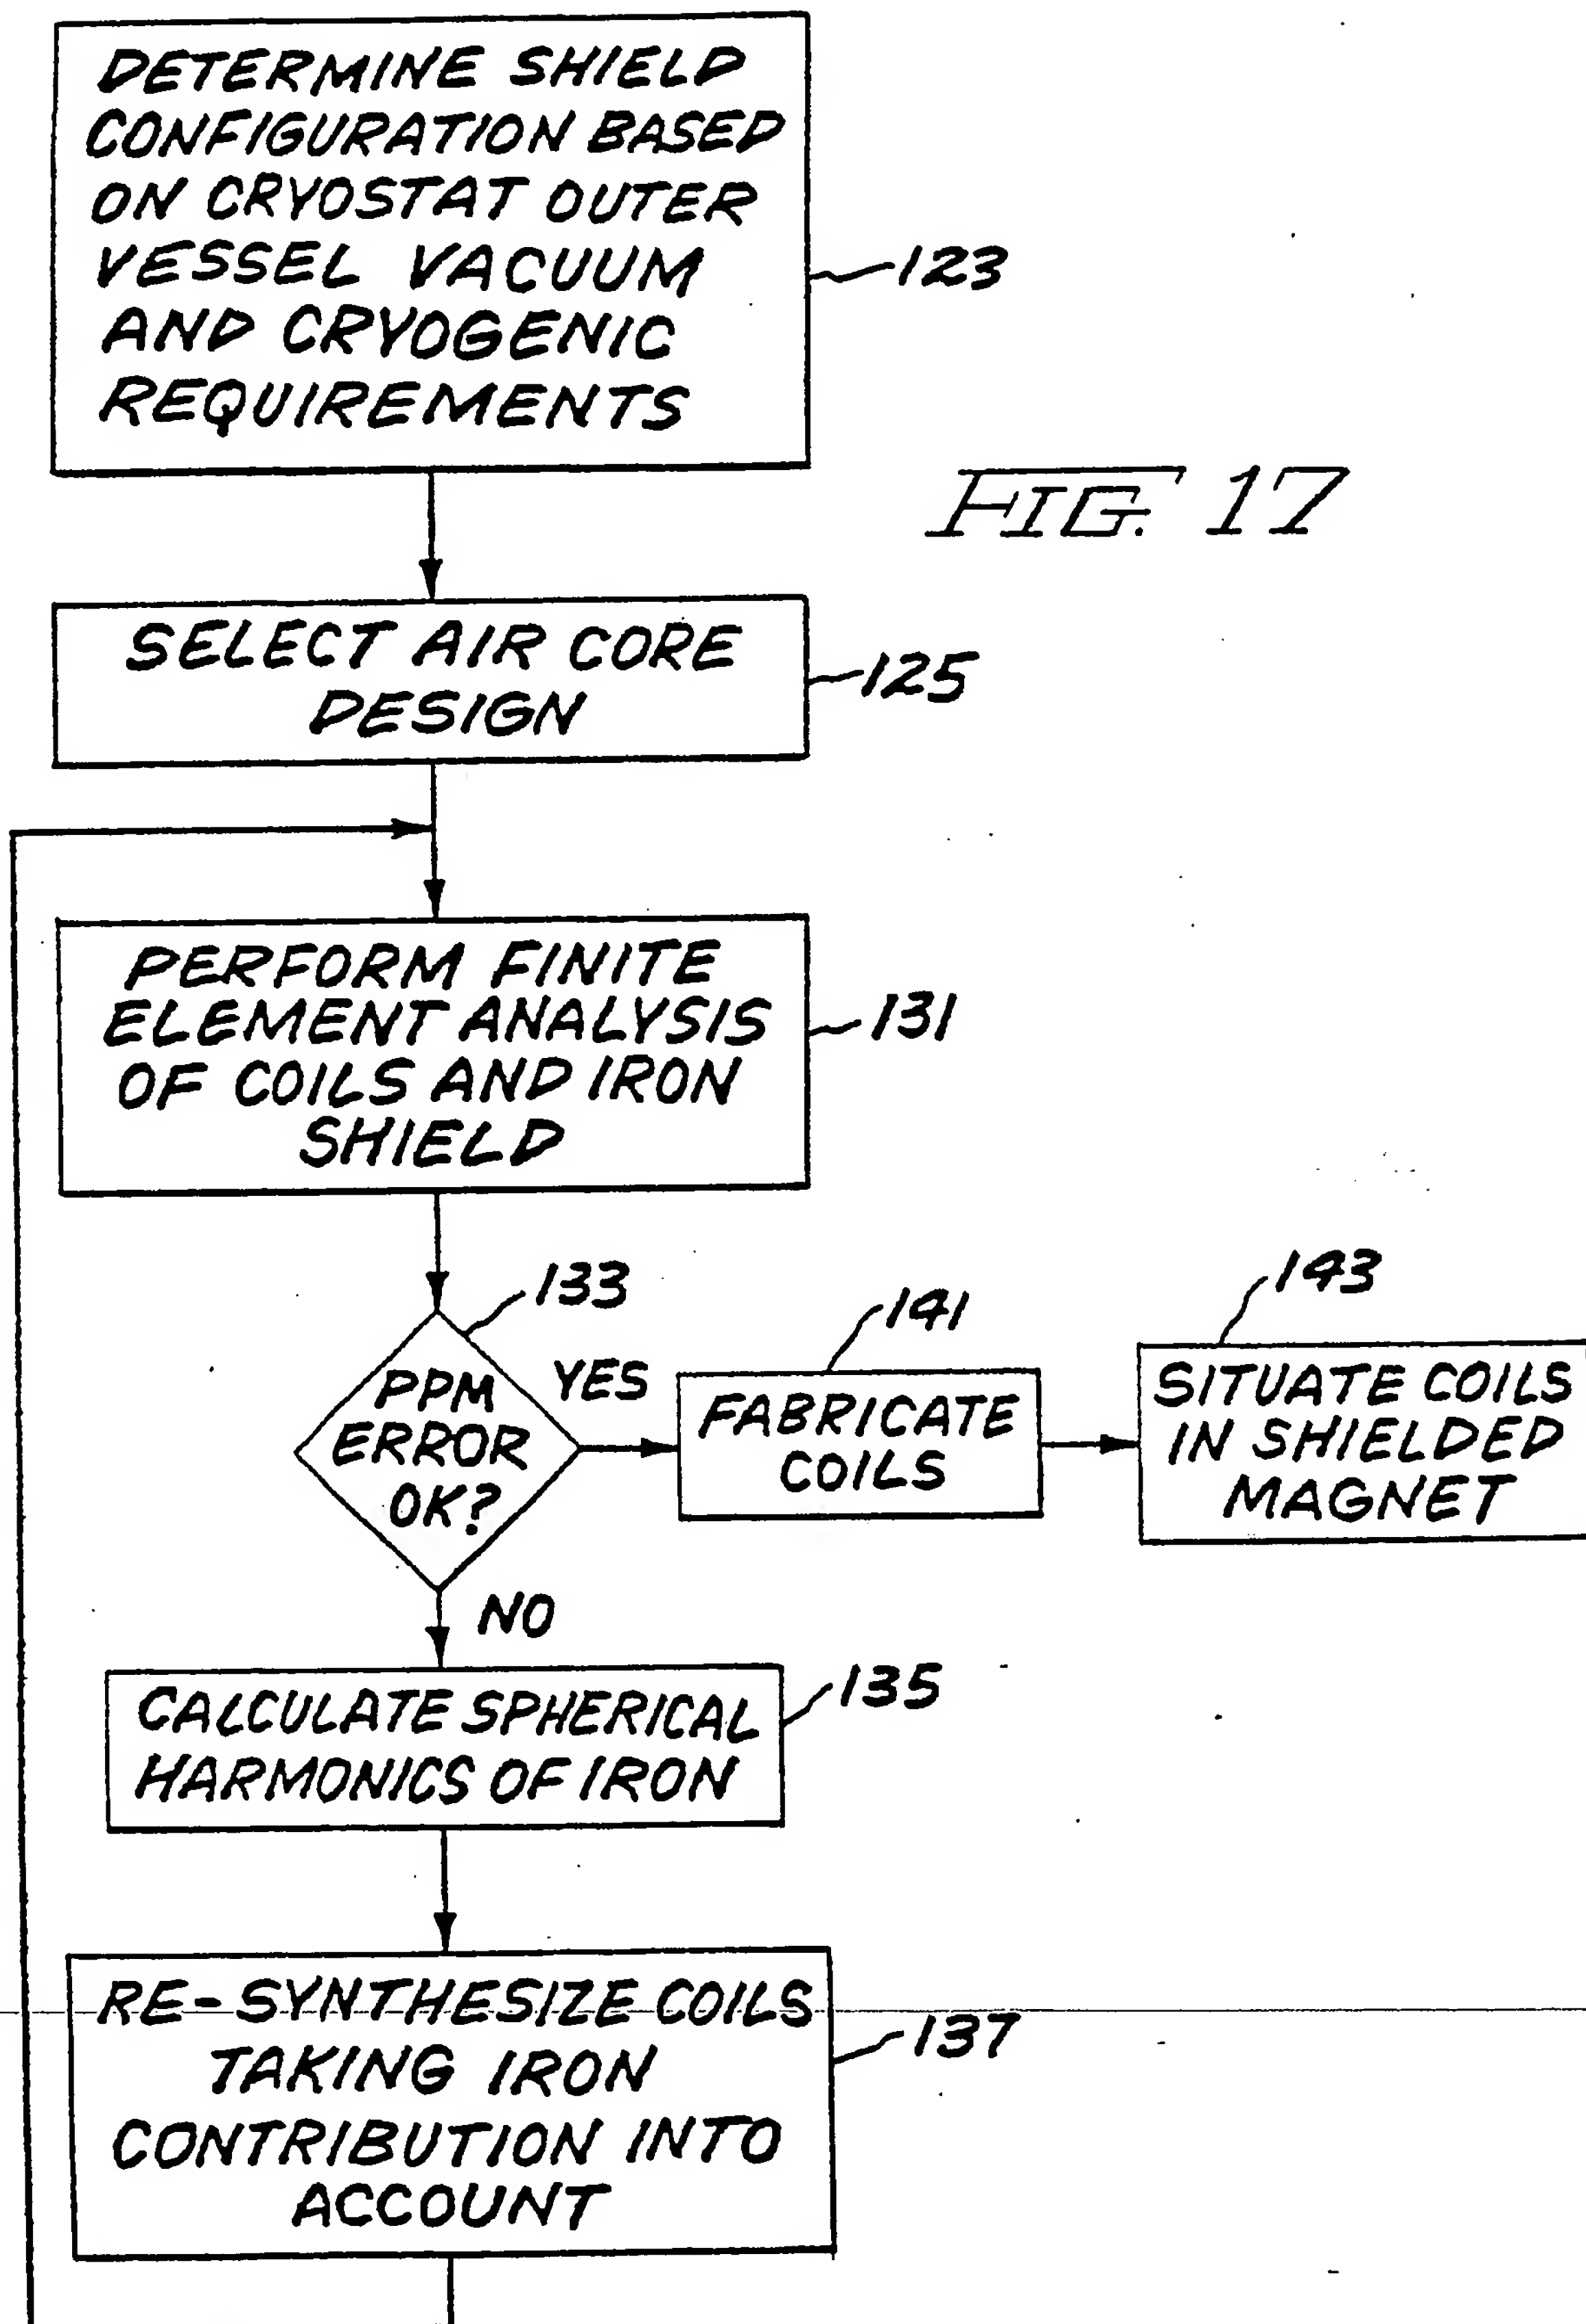 DETERMINE SHIELD
CONFIGURATION BASED
ON CRYOSTAT OUTER
VESSEL VACUUM
AND CRYOGENIC
REQUIREMENTS
123
FIG. 17
SELECT AIR CORE
DESIGN
125
PERFORM FINITE
ELEMENT ANALYSIS
OF COILS AND IRON
SHIELD
131
133
PPM
ERROR
OK?
YES
141
FABRICATE
COILS
143
SITUATE COILS
IN SHIELDED
MAGNET
NO
CALCULATE SPHERICAL
HARMONICS OF IRON
135
RE-SYNTHESIZE COILS
TAKING IRON
CONTRIBUTION INTO
ACCOUNT
137